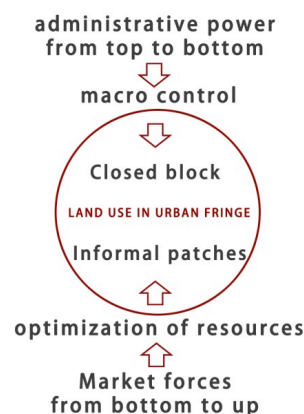 administrative power
from top to bottom
macro control
Closed block
LAND USE IN URBAN FRINGE
Informal patches
optimization of resources
Market forces
from bottom to up